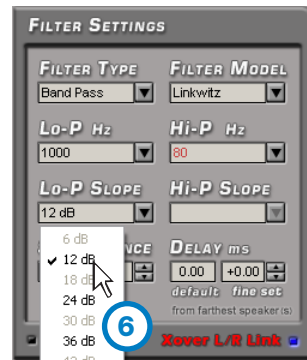 Filter Settings
Filter Type Filter Model
Band Pass Linkwitz
Lo-P Hz Hi-P Hz
1000 80
Lo-P Slope Hi-P Slope
12 dB
6 dB
✓ 12 dB
18 dB
24 dB
30 dB
36 dB
6
Delay ms
0.00 +0.00
default fine set
from farthest speaker (s)
Xover L/R Link